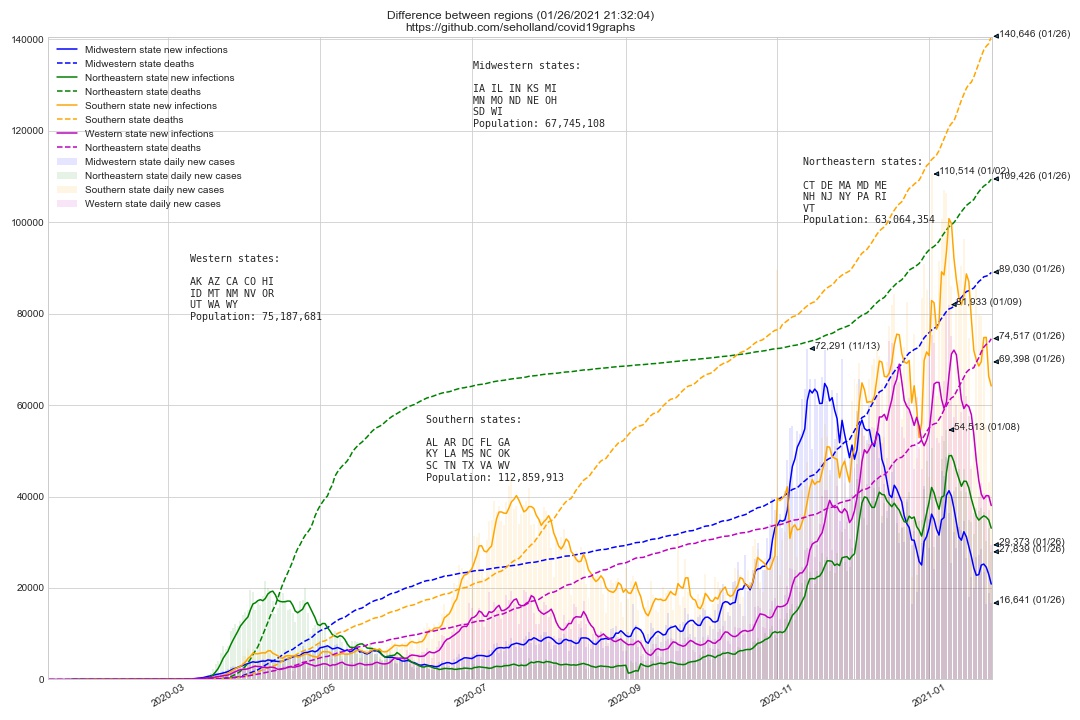 Difference between regions (01/26/2021 21:32:04)
https://github.com/seholland/covid19graphs
140000
120000
100000
80000
60000
40000
20000
0
Midwestern state new infections
Midwestern state deaths
Northeastern state new infections
Northeastern state deaths
Southern state new infections
Southern state deaths
Western state new infections
Northeastern state deaths
Midwestern state daily new cases
Northeastern state daily new cases
Southern state daily new cases
Western state daily new cases
Midwestern states:
IA IL IN KS MI
MN MO ND NE OH
SD WI
Population: 67,745,108
Northeastern states:
CT DE MA MD ME
NH NJ NY PA RI
VT
Population: 63,064,354
Western states:
AK AZ CA CO HI
ID MT NM NV OR
UT WA WY
Population: 75,187,681
Southern states:
AL AR DC FL GA
KY LA MS NC OK
SC TN TX VA WV
Population: 112,859,913
140,646 (01/26)
110,514 (01/02)
109,426 (01/26)
89,030 (01/26)
81,933 (01/09)
74,517 (01/26)
72,291 (11/13)
69,398 (01/26)
54,513 (01/08)
29,373 (01/26)
27,839 (01/26)
16,641 (01/26)
2020-03
2020-05
2020-07
2020-09
2020-11
2021-01